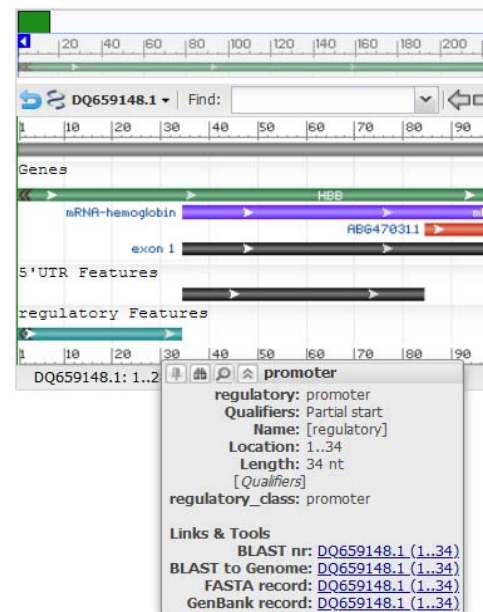 20 40 60 80 100 120 140 160 180 200
DQ659148.1 Find:
1 10 20 30 40 50 60 70 80 90
Genes
HBB
mRNA-hemoglobin
ABG47031.1
exon 1
5'UTR Features
regulatory Features
1 10 20 30 40 50 60 70 80 90
DQ659148.1: 1..2
promoter
regulatory: promoter
Qualifiers: Partial start
Name: [regulatory]
Location: 1..34
Length: 34 nt
[Qualifiers]
regulatory_class: promoter
Links & Tools
BLAST nr: DQ659148.1 (1..34)
BLAST to Genome: DQ659148.1 (1..34)
FASTA record: DQ659148.1 (1..34)
GenBank record: DQ659148.1 (1..34)